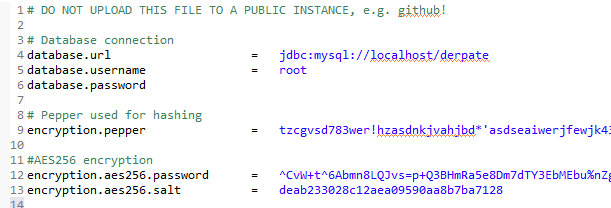 1 # DO NOT UPLOAD THIS FILE TO A PUBLIC INSTANCE, e.g. github!
2
3 # Database connection
4 database.url = jdbc:mysql://localhost/derpate
5 database.username = root
6 database.password
7
8 # Pepper used for hashing
9 encryption.pepper = tzcgvsd783wer!hzasdnkjvahjbd*'asdseaiwerjfewjk43
10
11 #AES256 encryption
12 encryption.aes256.password = ^CvW+t^6Abmn8LQJvs=p+Q3BHmRa5e8Dm7dTY3EbMEbu%nZg
13 encryption.aes256.salt = deab233028c12aea09590aa8b7ba7128
14